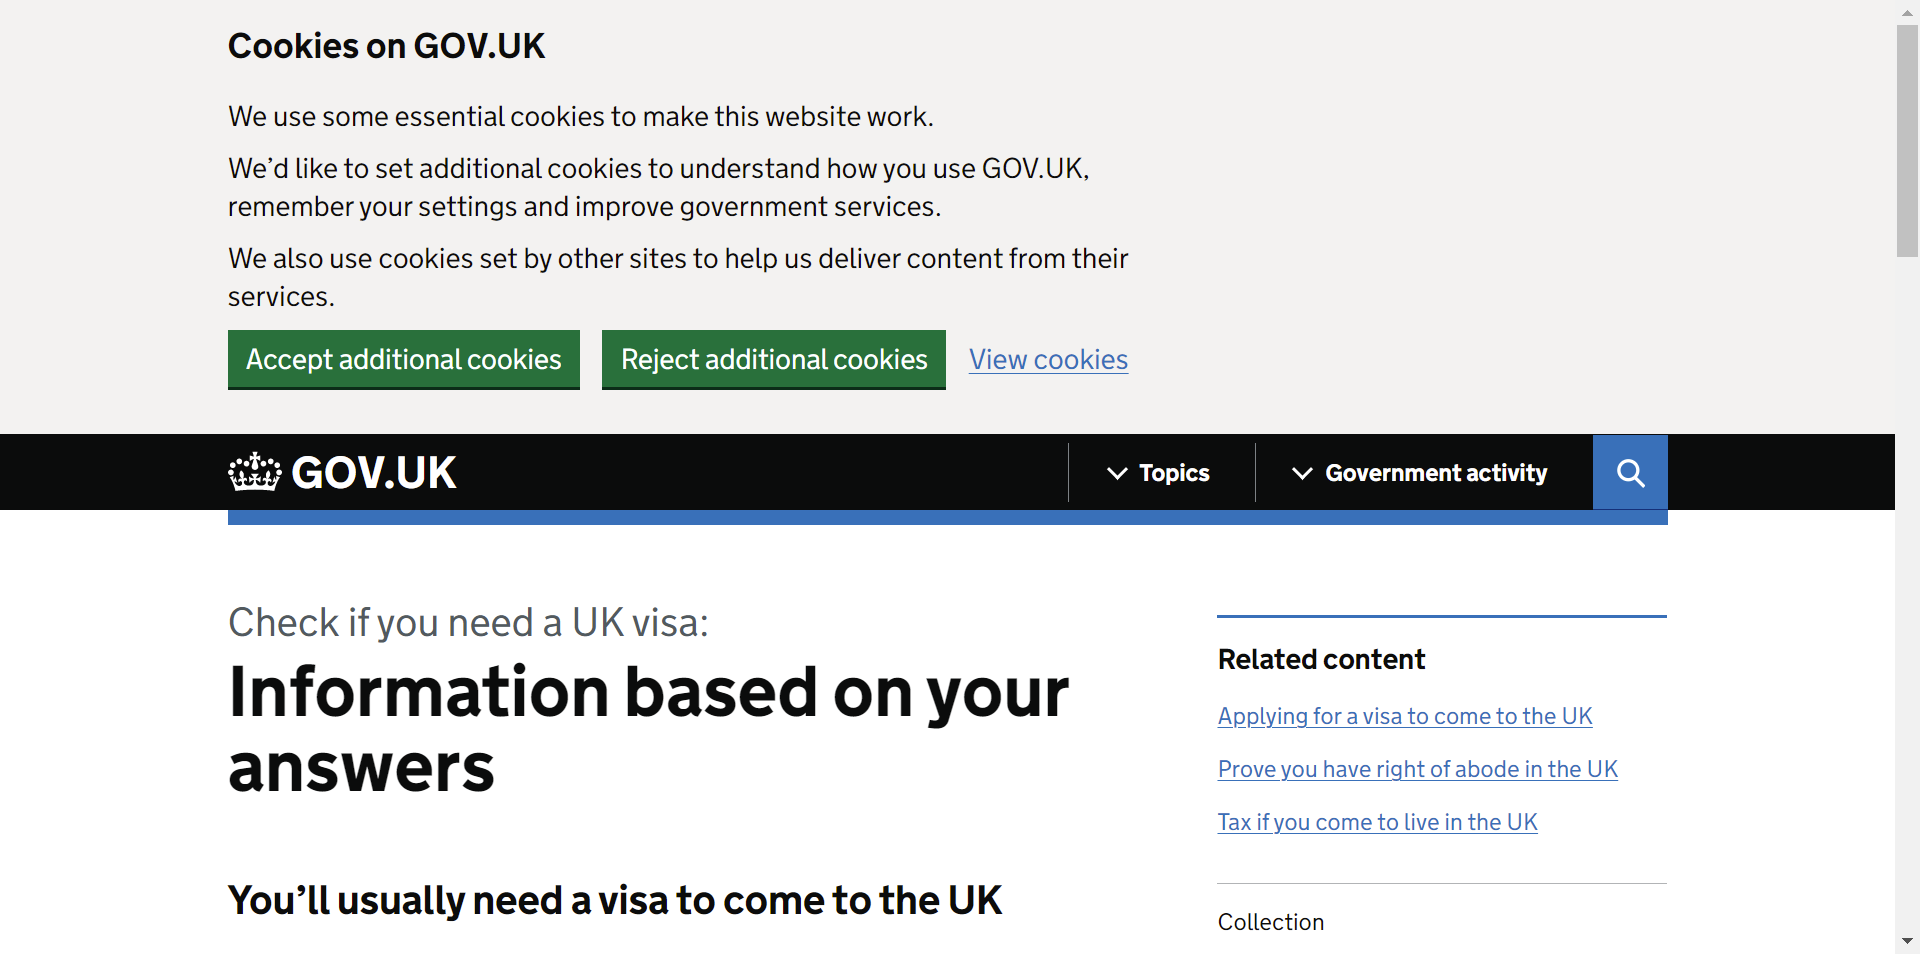 Cookies on GOV.UK
We use some essential cookies to make this website work.
We’d like to set additional cookies to understand how you use GOV.UK,
remember your settings and improve government services.
We also use cookies set by other sites to help us deliver content from their
services.
Accept additional cookies
Reject additional cookies
View cookies
GOV.UK
Topics
Government activity
Check if you need a UK visa:
Information based on your
answers
You’ll usually need a visa to come to the UK
Related content
Applying for a visa to come to the UK
Prove you have right of abode in the UK
Tax if you come to live in the UK
Collection